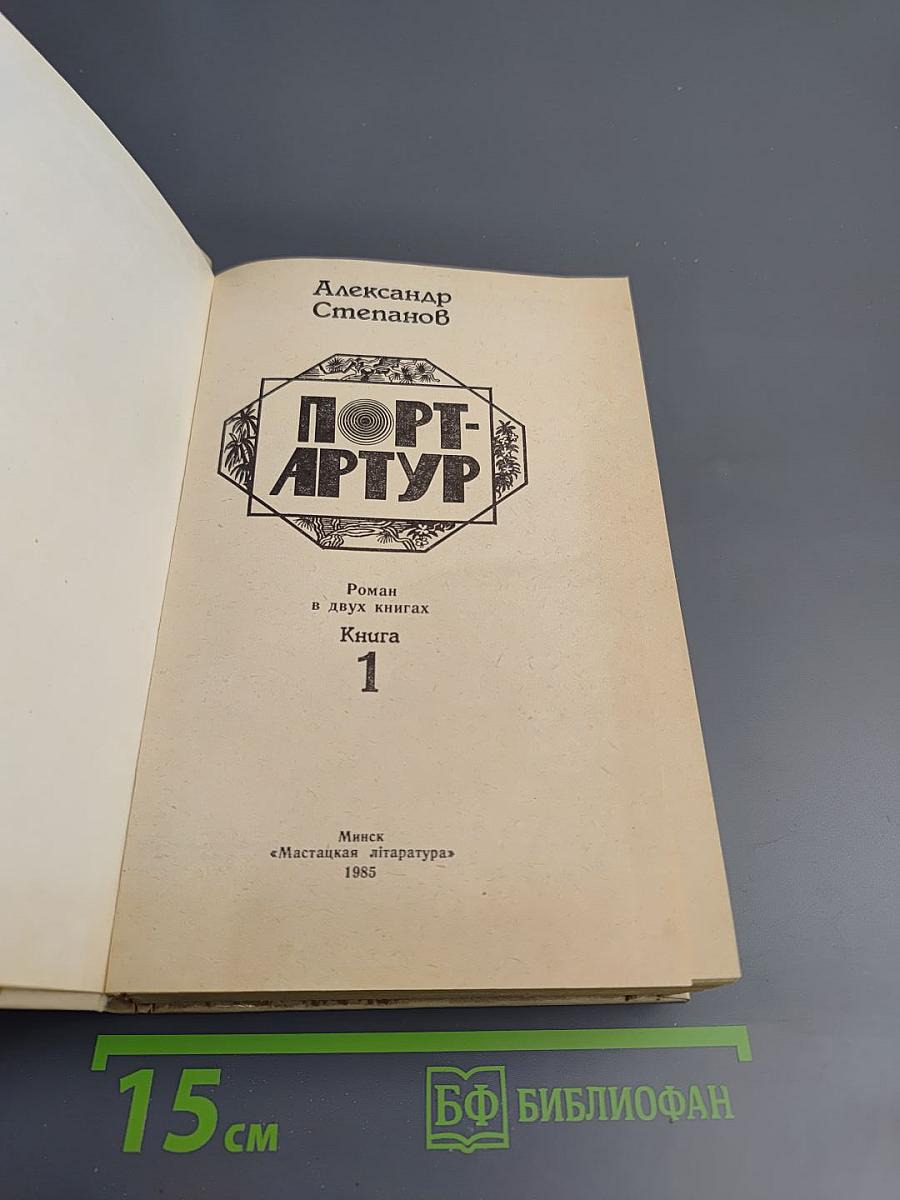 Александр
Степанов
ПОРТ-
АРТУР
Роман
в двух книгах
Книга
1
Минск
«Мастацкая літаратура»
1985
15 см
БФ БИБЛИОФАН